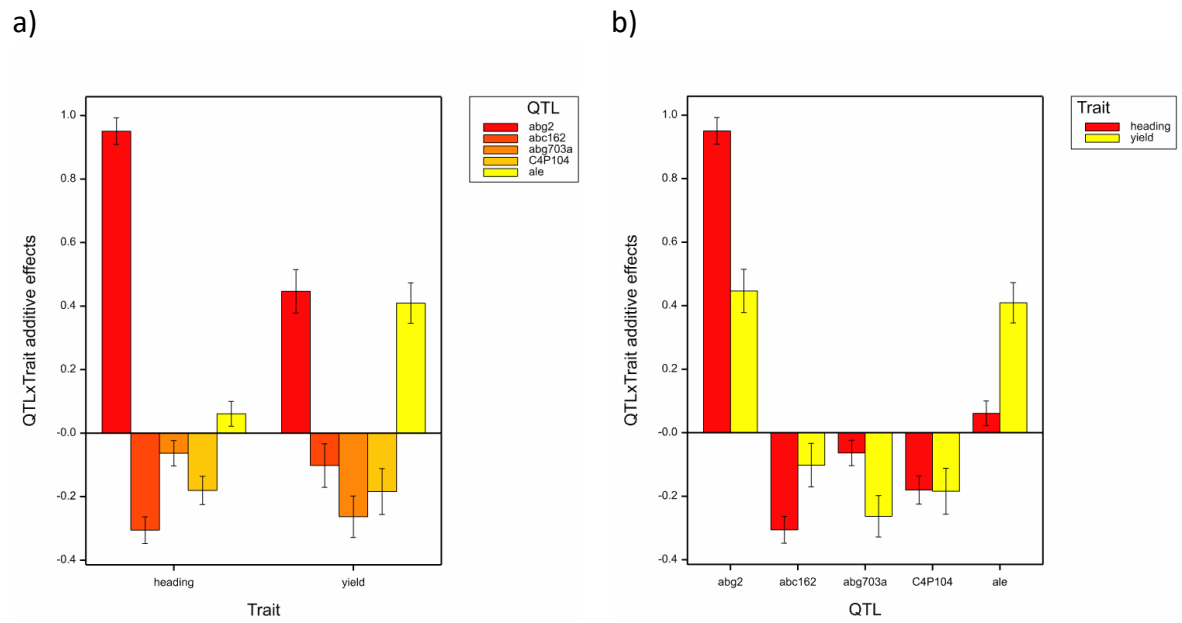 a)
QTL
abg2
abc162
abg703a
C4P104
ale
1.0
0.8
0.6
0.4
0.2
-0.0
-0.2
-0.4
QTLxTrait additive effects
heading yield
Trait
b)
Trait
heading
yield
1.0
0.8
0.6
0.4
0.2
-0.0
-0.2
-0.4
QTLxTrait additive effects
abg2 abc162 abg703a C4P104 ale
QTL